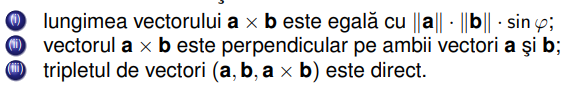 (i) lungimea vectorului a × b este egală cu ‖a‖ · ‖b‖ · sin φ;
(ii) vectorul a × b este perpendicular pe ambii vectori a şi b;
(iii) tripletul de vectori (a, b, a × b) este direct.